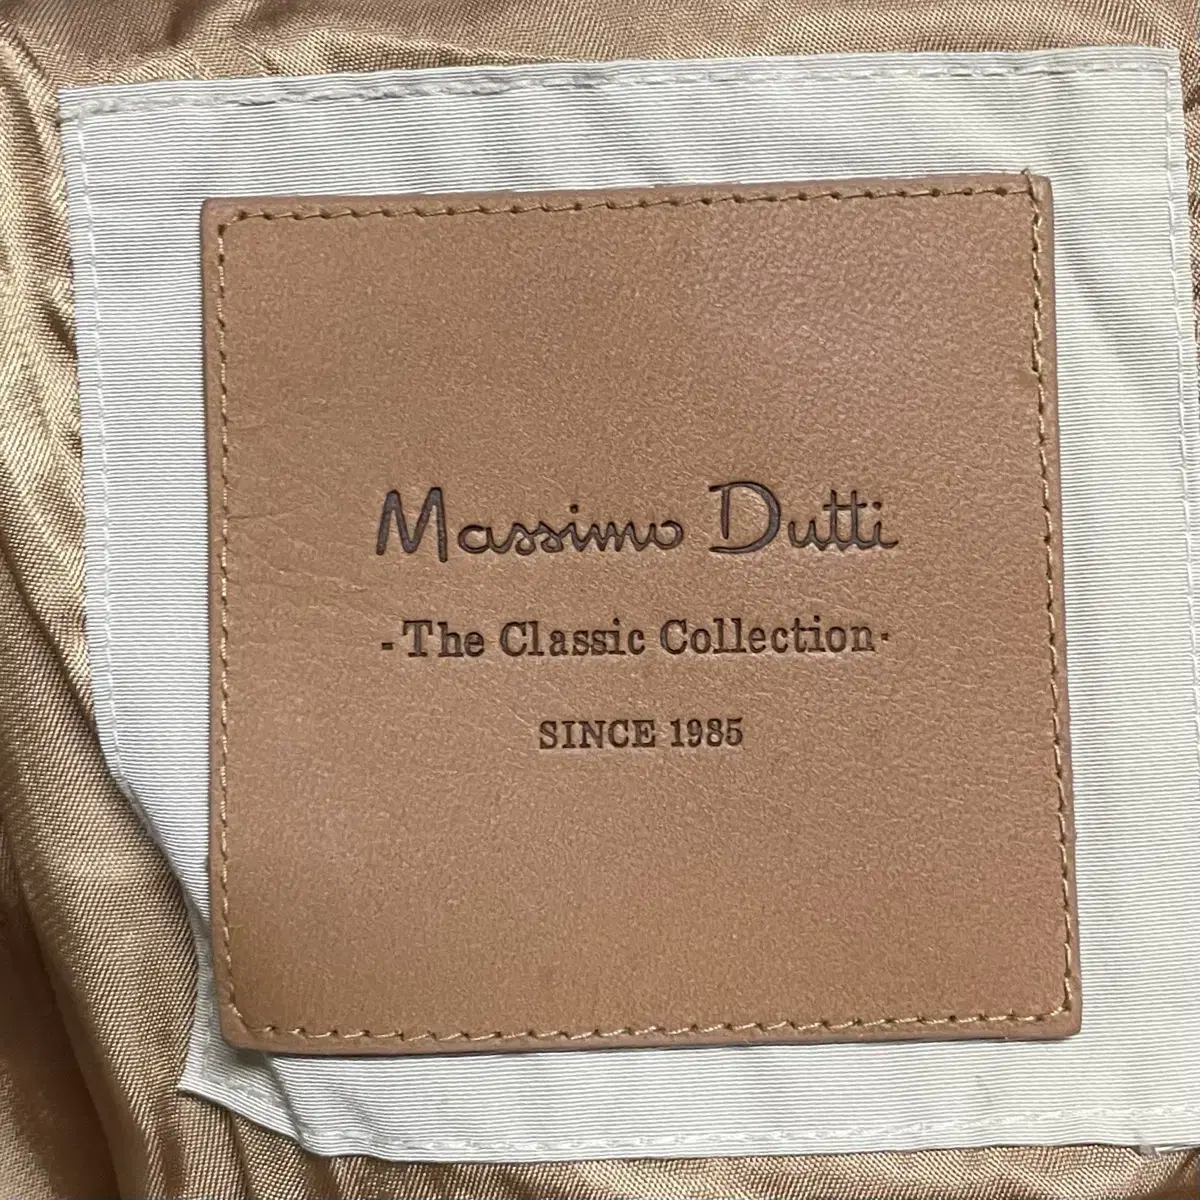 Massimo Dutti
-The Classic Collection-
SINCE 1985